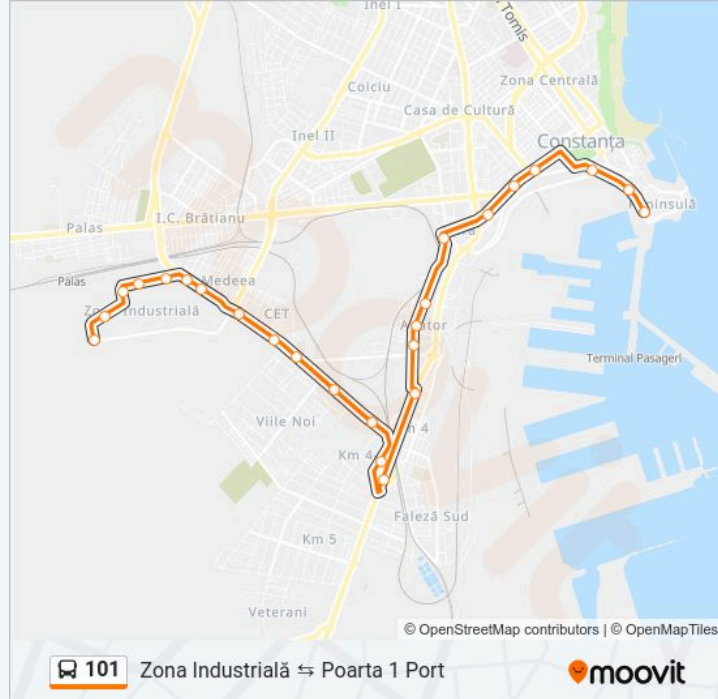 Inel I
Tomis
Zona Centrală
Coiciu
Casa de Cultură
Inel II
Constanța
I.C. Brătianu
Palas
Palas
Medeea
CET
Terminal Pasageri
Viile Noi
Km 4
Km 4
Faleză Sud
Km 5
Veterani
© OpenStreetMap contributors | © OpenMapTiles
101 Zona Industrială ⇆ Poarta 1 Port
moovit